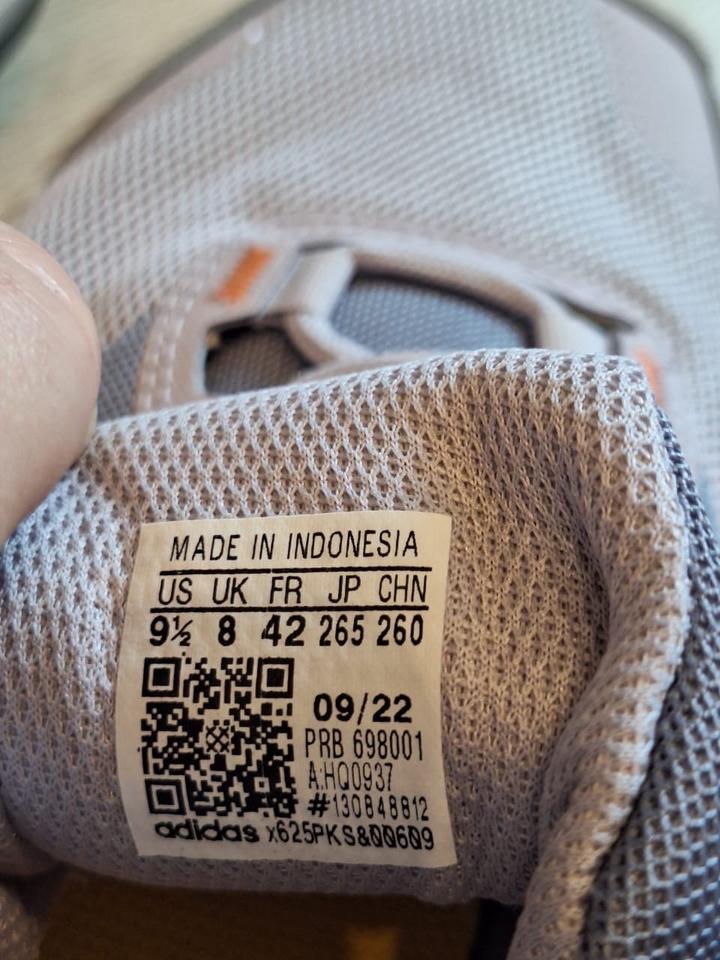 MADE IN INDONESIA
US UK FR JP CHN
9½ 8 42 265 260
09/22
PRB 698001
A:HQ0937
#130848812
adidas x625PKS&00609